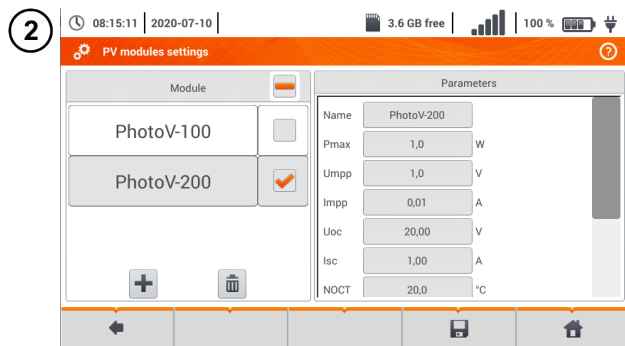 2
08:15:11 2020-07-10 3.6 GB free 100 %
PV modules settings ?
Module
Parameters
PhotoV-100
PhotoV-200
Name PhotoV-200
Pmax 1,0 W
Umpp 1,0 V
Impp 0,01 A
Uoc 20,00 V
Isc 1,00 A
NOCT 20,0 °C